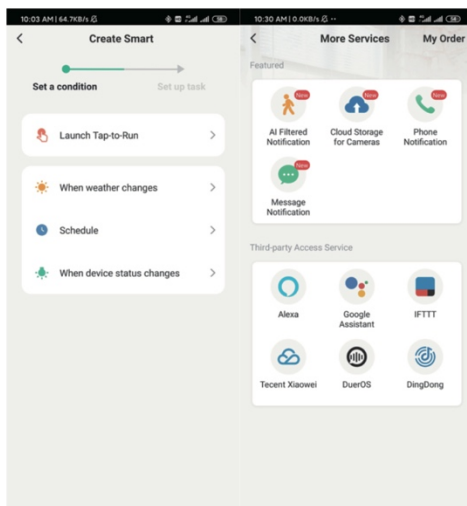 10:03 AM | 64.7KB/s
Create Smart
Set a condition
Set up task
Launch Tap-to-Run
When weather changes
Schedule
When device status changes
10:30 AM | 0.0KB/s
More Services
My Order
Featured
New
New
New
AI Filtered
Notification
Cloud Storage
for Cameras
Phone
Notification
New
Message
Notification
Third-party Access Service
Alexa
Google
Assistant
IFTTT
Tecent Xiaowei
DuerOS
DingDong